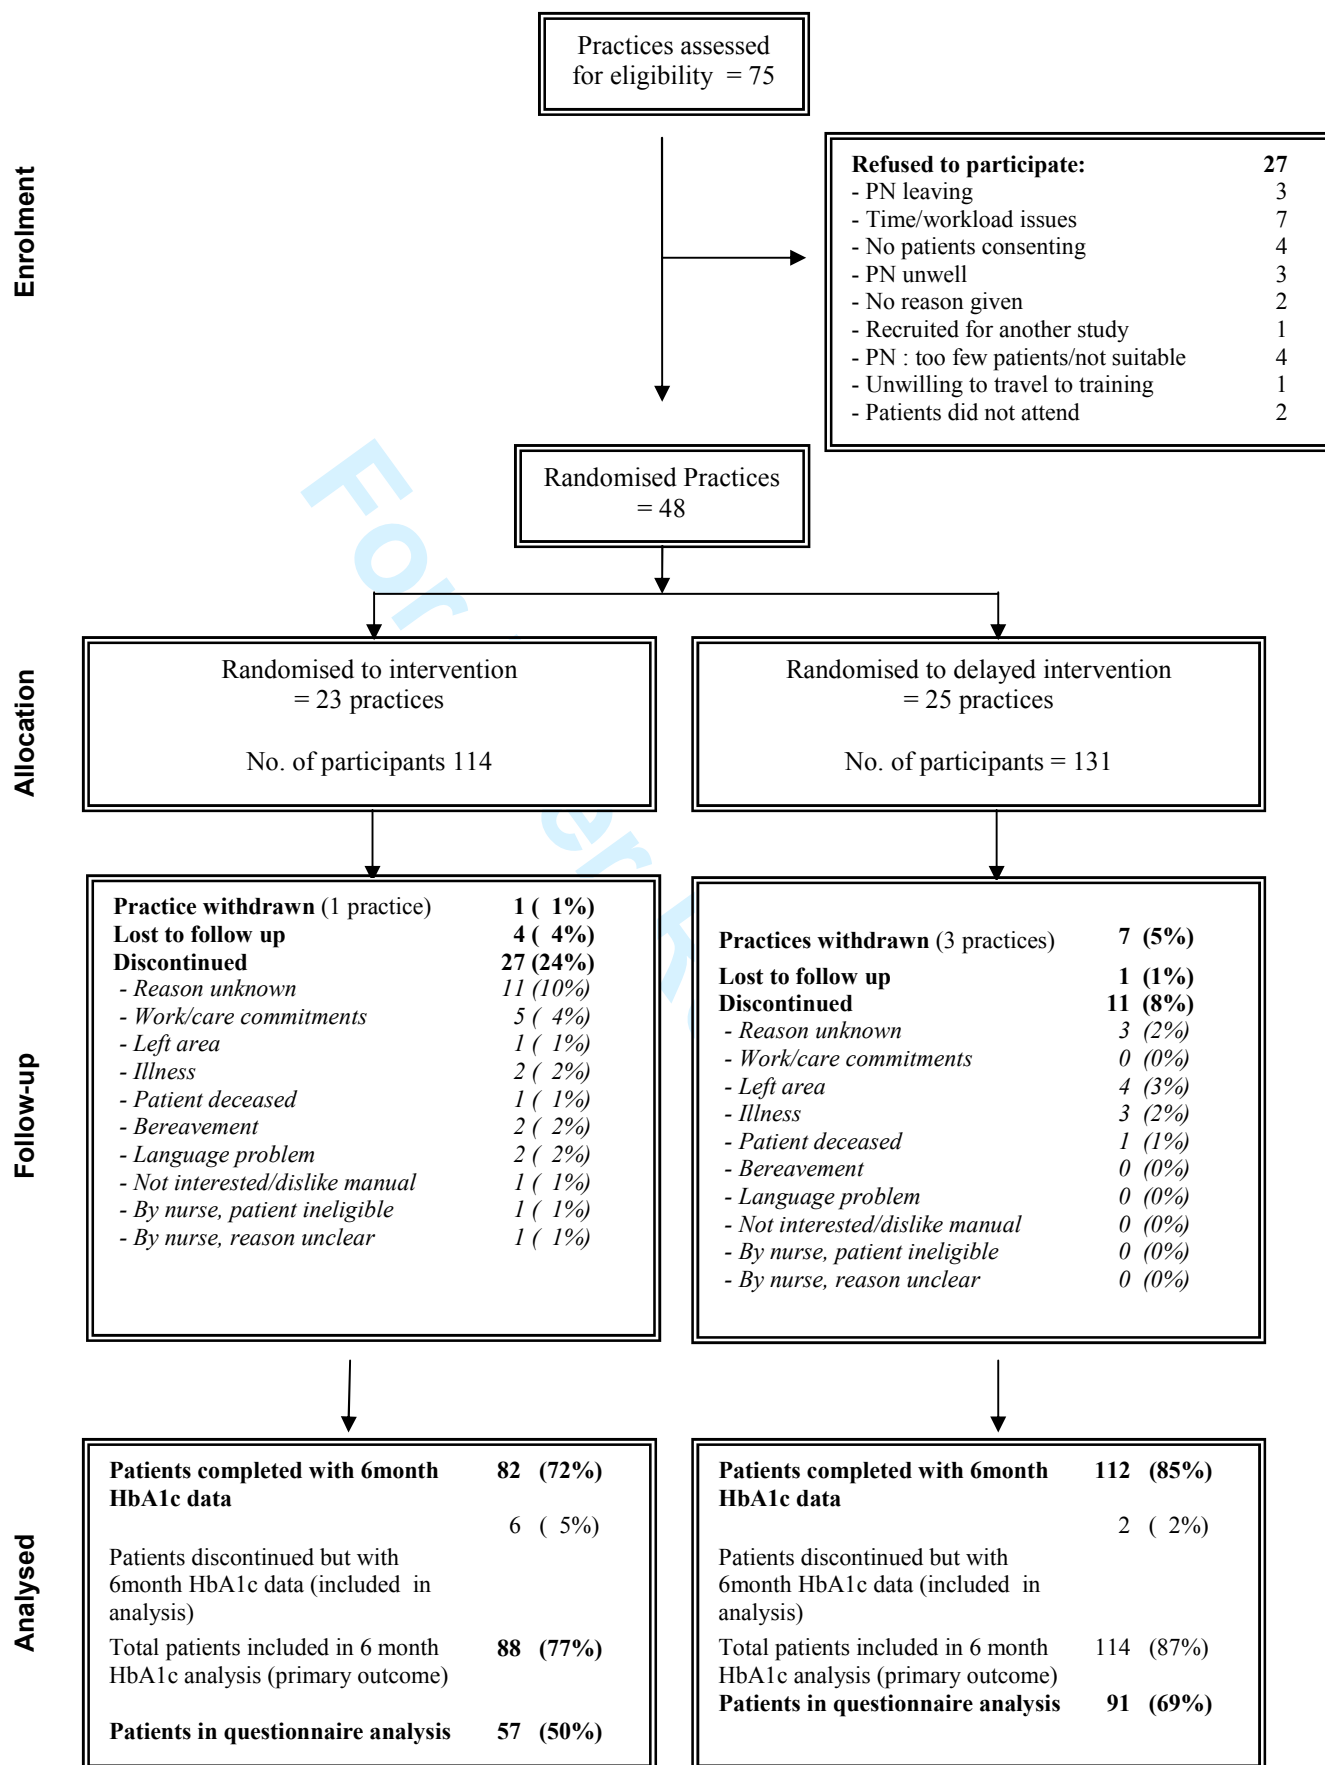 Practices assessed
for eligibility = 75
Enrolment
Refused to participate: 27
- PN leaving 3
- Time/workload issues 7
- No patients consenting 4
- PN unwell 3
- No reason given 2
- Recruited for another study 1
- PN : too few patients/not suitable 4
- Unwilling to travel to training 1
- Patients did not attend 2
Randomised Practices
= 48
Allocation
Randomised to intervention
= 23 practices
No. of participants 114
Randomised to delayed intervention
= 25 practices
No. of participants = 131
Follow-up
Practice withdrawn (1 practice) 1 ( 1%)
Lost to follow up 4 ( 4%)
Discontinued 27 (24%)
- Reason unknown 11 (10%)
- Work/care commitments 5 ( 4%)
- Left area 1 ( 1%)
- Illness 2 ( 2%)
- Patient deceased 1 ( 1%)
- Bereavement 2 ( 2%)
- Language problem 2 ( 2%)
- Not interested/dislike manual 1 ( 1%)
- By nurse, patient ineligible 1 ( 1%)
- By nurse, reason unclear 1 ( 1%)
Practices withdrawn (3 practices) 7 (5%)
Lost to follow up 1 (1%)
Discontinued 11 (8%)
- Reason unknown 3 (2%)
- Work/care commitments 0 (0%)
- Left area 4 (3%)
- Illness 3 (2%)
- Patient deceased 1 (1%)
- Bereavement 0 (0%)
- Language problem 0 (0%)
- Not interested/dislike manual 0 (0%)
- By nurse, patient ineligible 0 (0%)
- By nurse, reason unclear 0 (0%)
Analysed
Patients completed with 6month 82 (72%)
HbA1c data
6 ( 5%)
Patients discontinued but with
6month HbA1c data (included in
analysis)
Total patients included in 6 month 88 (77%)
HbA1c analysis (primary outcome)
Patients in questionnaire analysis 57 (50%)
Patients completed with 6month 112 (85%)
HbA1c data
2 ( 2%)
Patients discontinued but with
6month HbA1c data (included in
analysis)
Total patients included in 6 month 114 (87%)
HbA1c analysis (primary outcome)
Patients in questionnaire analysis 91 (69%)
For